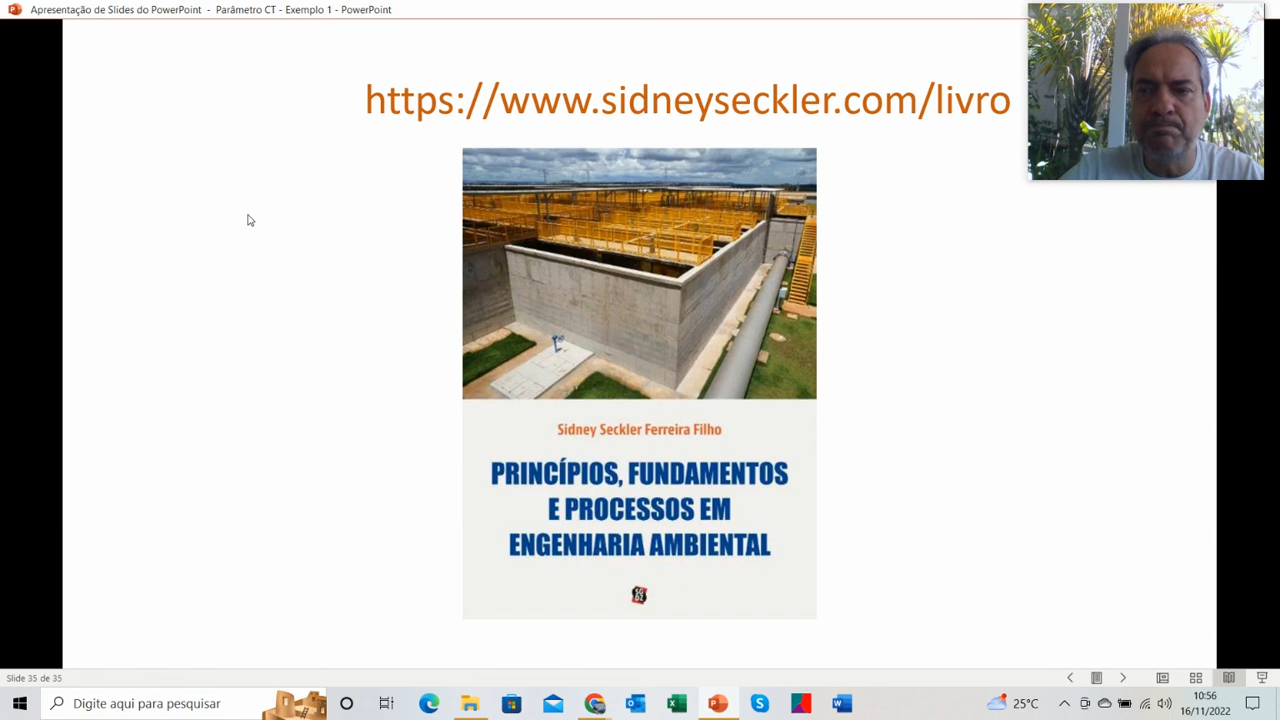 Apresentação de Slides do PowerPoint - Parâmetro CT - Exemplo 1 - PowerPoint
https://www.sidneyseckler.com/livro
Sidney Seckler Ferreira Filho
PRINCÍPIOS, FUNDAMENTOS
E PROCESSOS EM
ENGENHARIA AMBIENTAL
Slide 35 de 35
Digite aqui para pesquisar
25°C
10:56
16/11/2022